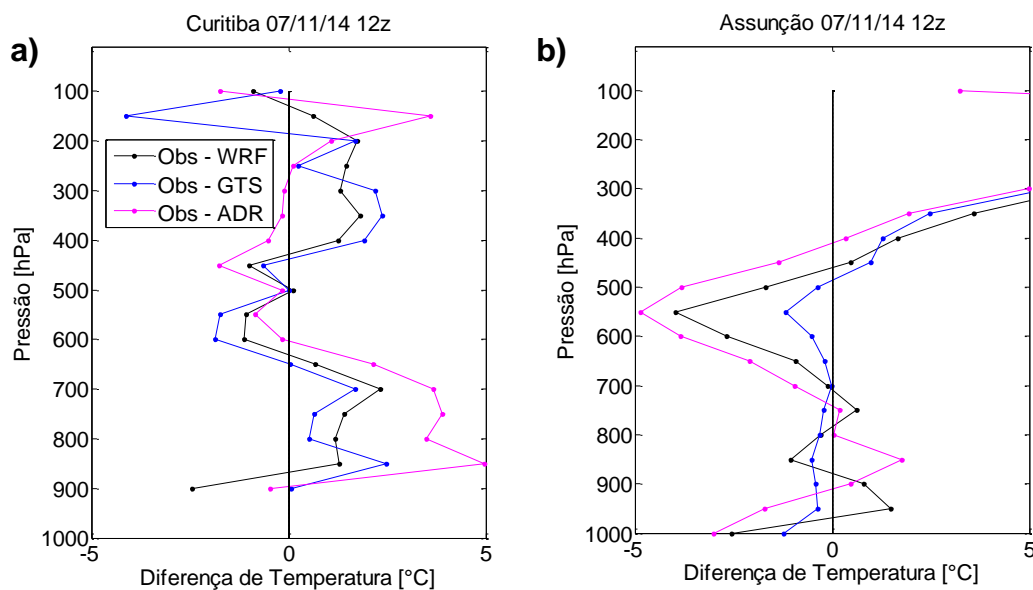 Curitiba 07/11/14 12z
a)
100
200
300
400
500
600
700
800
900
1000
Pressão [hPa]
Obs - WRF
Obs - GTS
Obs - ADR
-5
0
5
Diferença de Temperatura [°C]
Assunção 07/11/14 12z
b)
100
200
300
400
500
600
700
800
900
1000
Pressão [hPa]
-5
0
5
Diferença de Temperatura [°C]